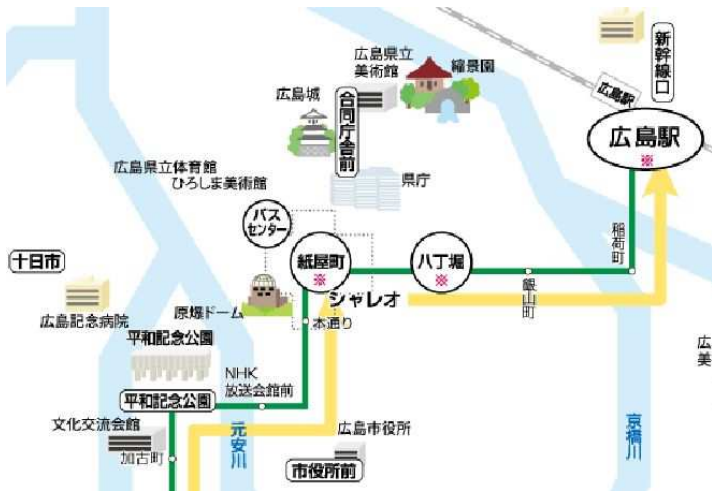 広島県立
美術館
縮景園
新幹線口
広島駅
広島城
合同庁舎前
広島駅
※
広島県立体育館
ひろしま美術館
県庁
バス
センター
稲荷町
十日市
紙屋町
※
八丁堀
※
シャレオ
銀山町
原爆ドーム
本通り
広島記念病院
平和記念公園
広
美
NHK
放送会館前
平和記念公園
文化交流会館
元安川
広島市役所
京橋川
加古町
市役所前